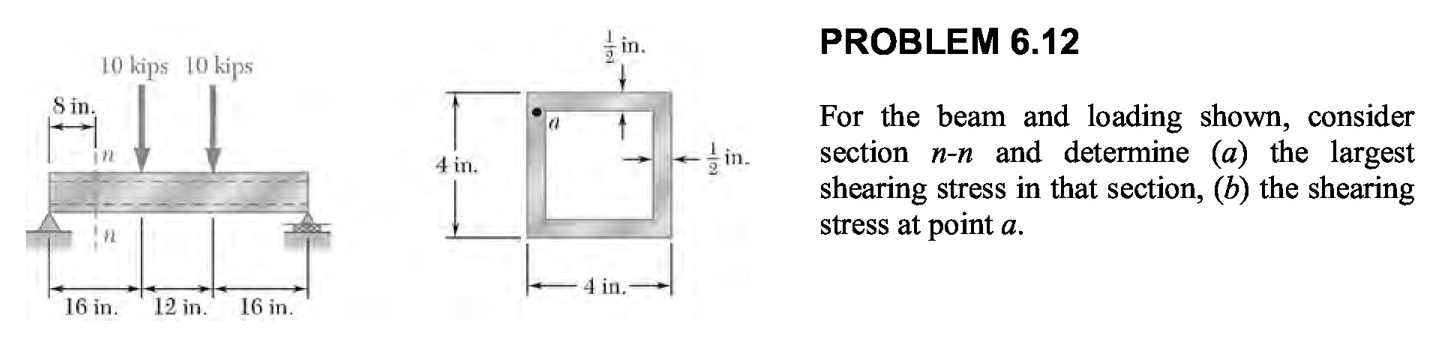 10 kips 10 kips
8 in.
n
n
16 in. 12 in. 16 in.
1/2 in.
a
4 in.
1/2 in.
4 in.
PROBLEM 6.12
For the beam and loading shown, consider
section n-n and determine (a) the largest
shearing stress in that section, (b) the shearing
stress at point a.